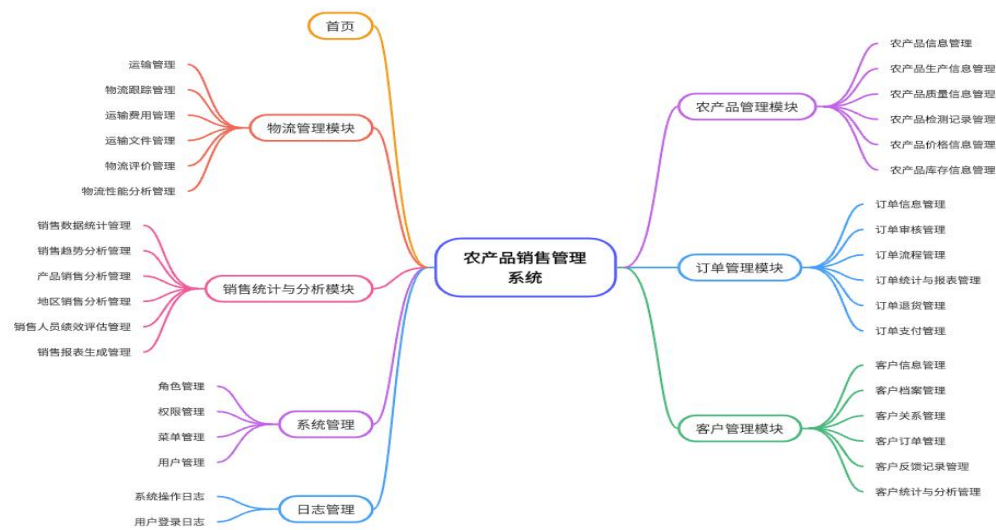 首页
运输管理
物流跟踪管理
运输费用管理
运输文件管理
物流评价管理
物流性能分析管理
物流管理模块
销售数据统计管理
销售趋势分析管理
产品销售分析管理
地区销售分析管理
销售人员绩效评估管理
销售报表生成管理
销售统计与分析模块
角色管理
权限管理
菜单管理
用户管理
系统管理
系统操作日志
用户登录日志
日志管理
农产品销售管理
系统
农产品管理模块
农产品信息管理
农产品生产信息管理
农产品质量信息管理
农产品检测记录管理
农产品价格信息管理
农产品库存信息管理
订单管理模块
订单信息管理
订单审核管理
订单流程管理
订单统计与报表管理
订单退货管理
订单支付管理
客户管理模块
客户信息管理
客户档案管理
客户关系管理
客户订单管理
客户反馈记录管理
客户统计与分析管理